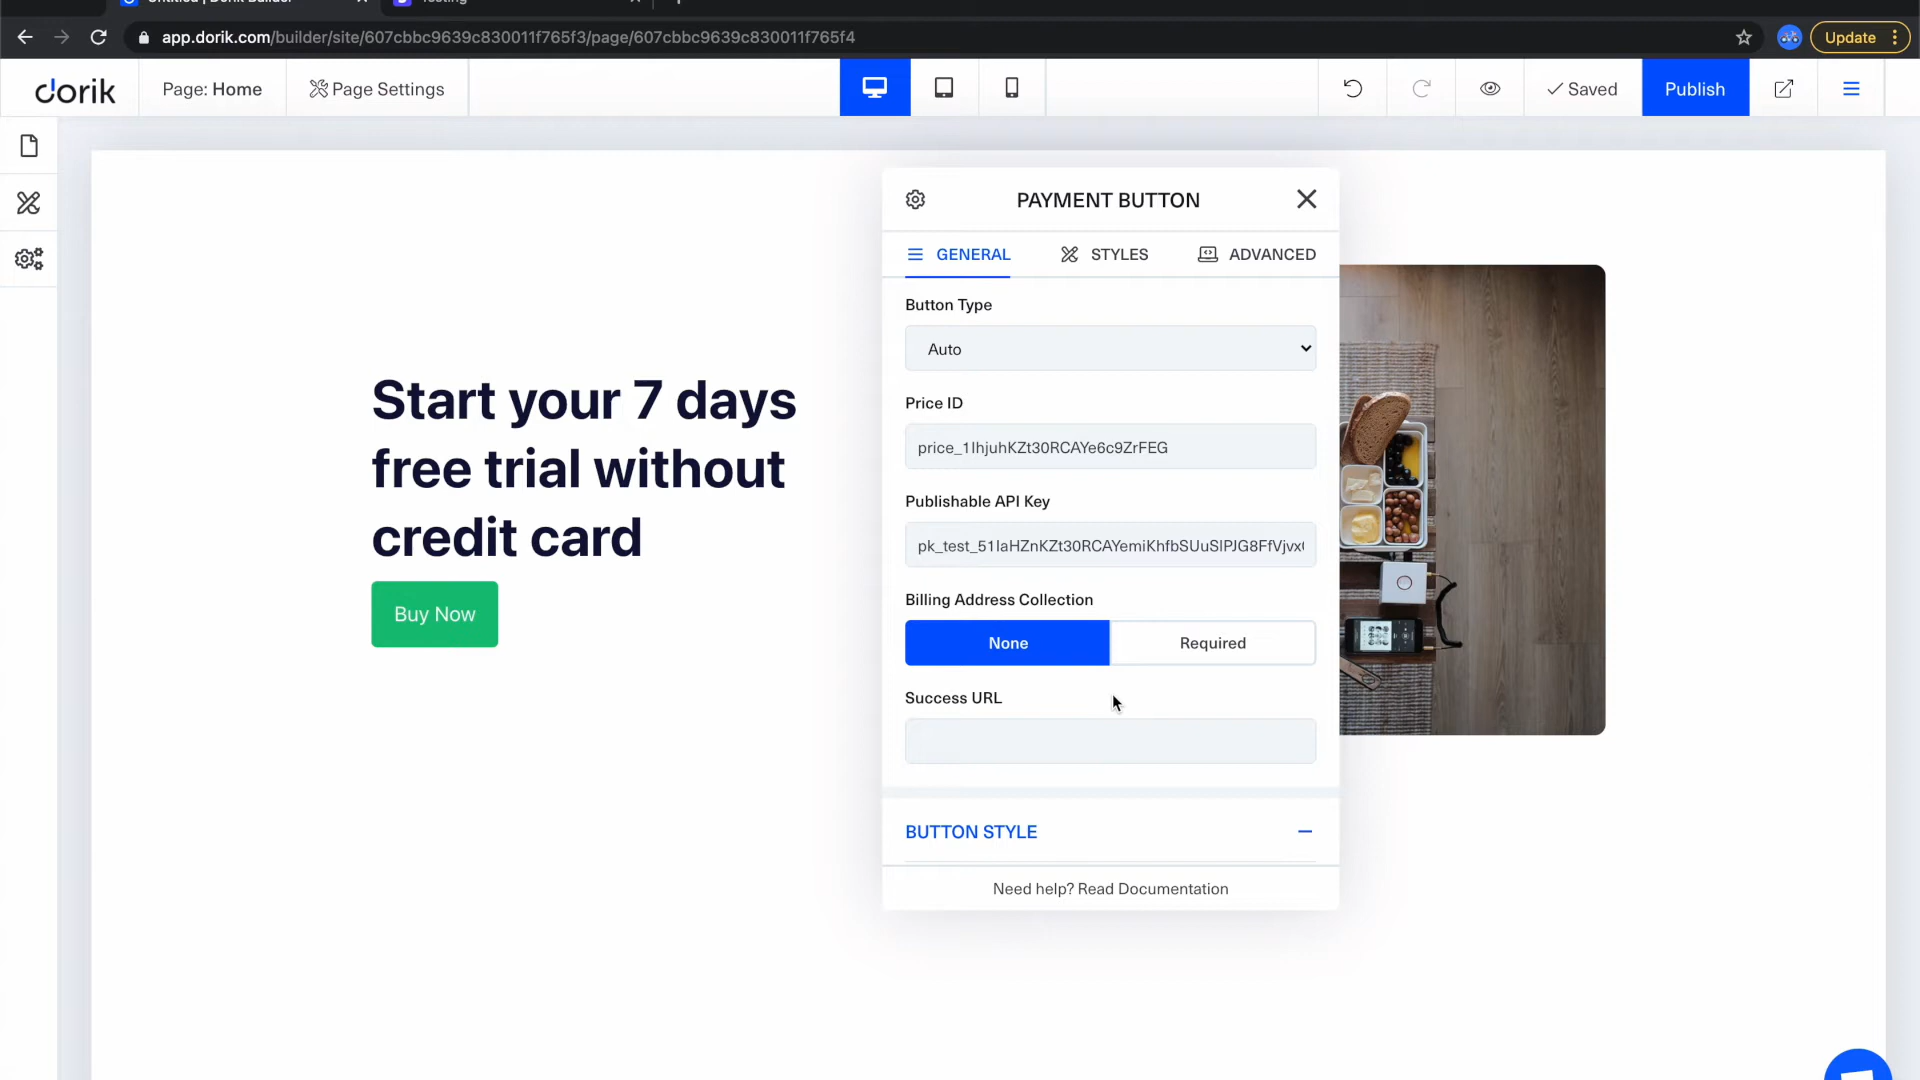 app.dorik.com/builder/site/607cbbc9639c830011f765f3/page/607cbbc9639c830011f765f4
Update
dorik
Page: Home
Page Settings
Saved
Publish
PAYMENT BUTTON
GENERAL
STYLES
ADVANCED
Button Type
Auto
Price ID
price_1IhjuhKZt30RCAYe6c9ZrFEG
Publishable API Key
pk_test_51IaHZnKZt30RCAYemiKhfbSUuSIPJG8FfVjvx
Billing Address Collection
None
Required
Success URL
BUTTON STYLE
Need help? Read Documentation
Start your 7 days
free trial without
credit card
Buy Now